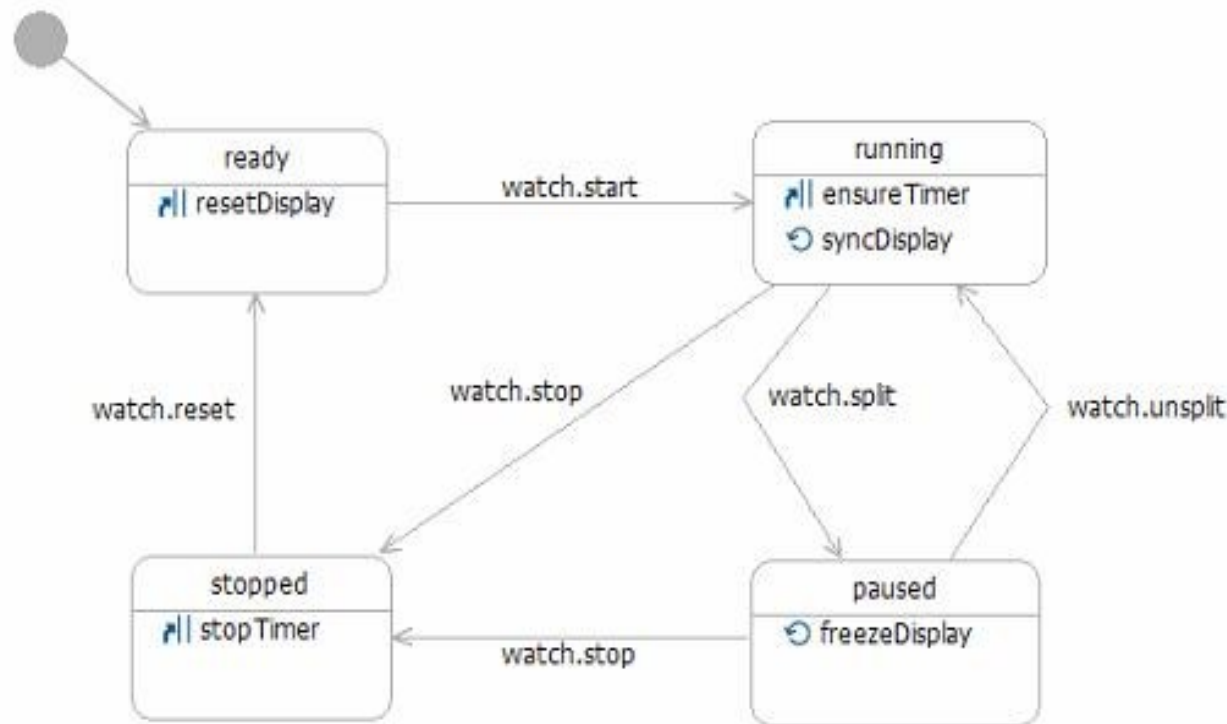 ready
resetDisplay
watch.start
running
ensureTimer
syncDisplay
watch.reset
watch.stop
watch.split
watch.unsplit
stopped
stopTimer
watch.stop
paused
freezeDisplay